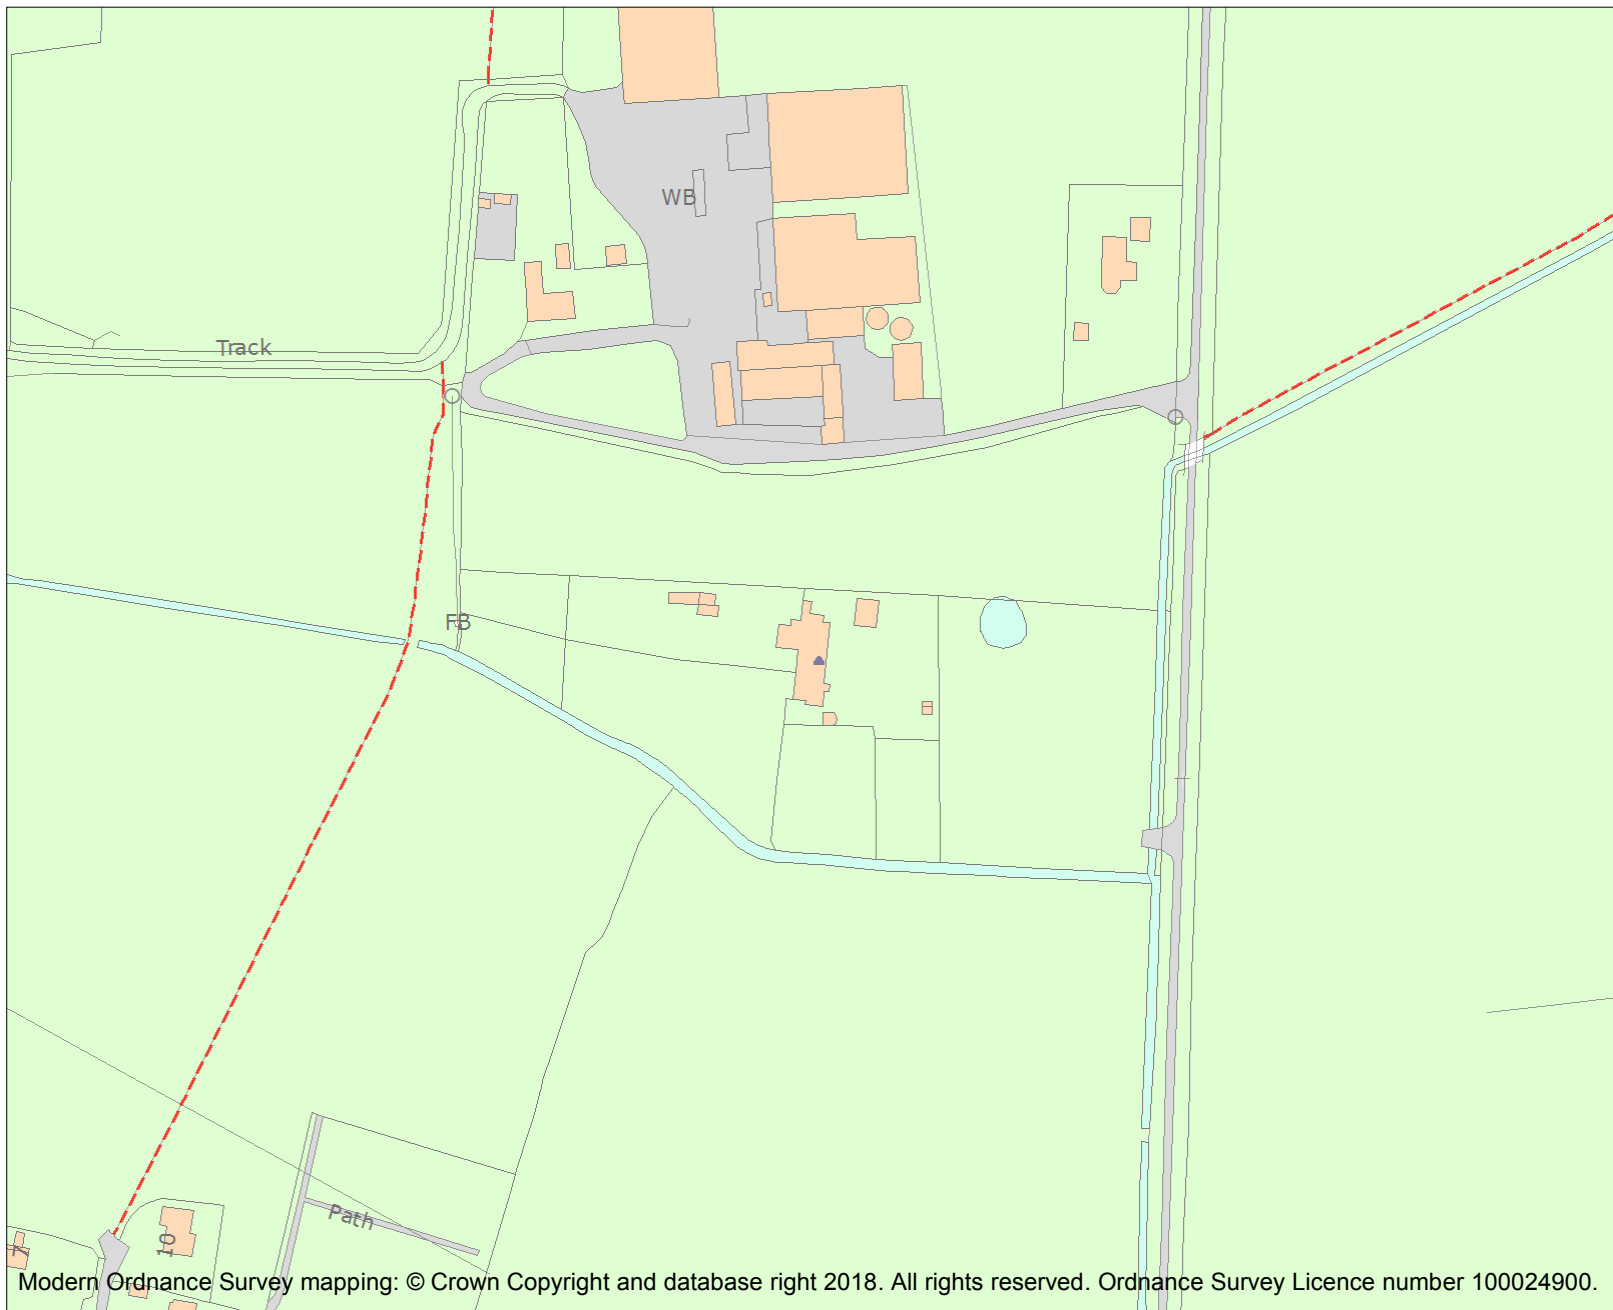 WB
Track
FB
Path
10
7
Modern Ordnance Survey mapping: © Crown Copyright and database right 2018. All rights reserved. Ordnance Survey Licence number 100024900.